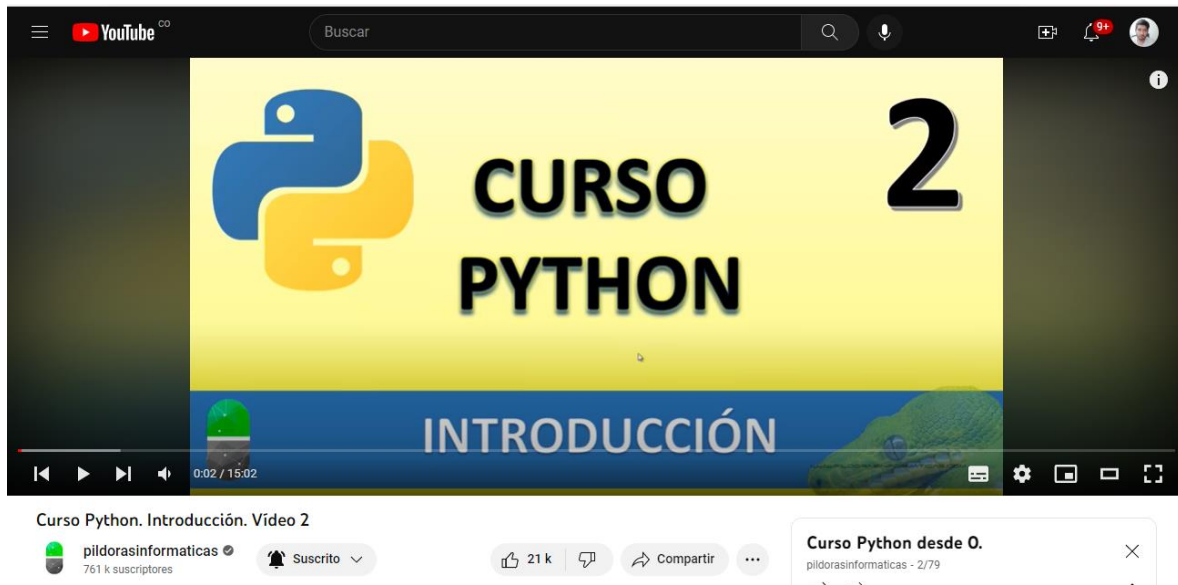 YouTube CO
Buscar
9+
2
CURSO
PYTHON
INTRODUCCIÓN
0:02 / 15:02
Curso Python. Introducción. Vídeo 2
pildorasinformaticas
761 k suscriptores
Suscrito
21 k
Compartir
Curso Python desde 0.
pildorasinformaticas - 2/79